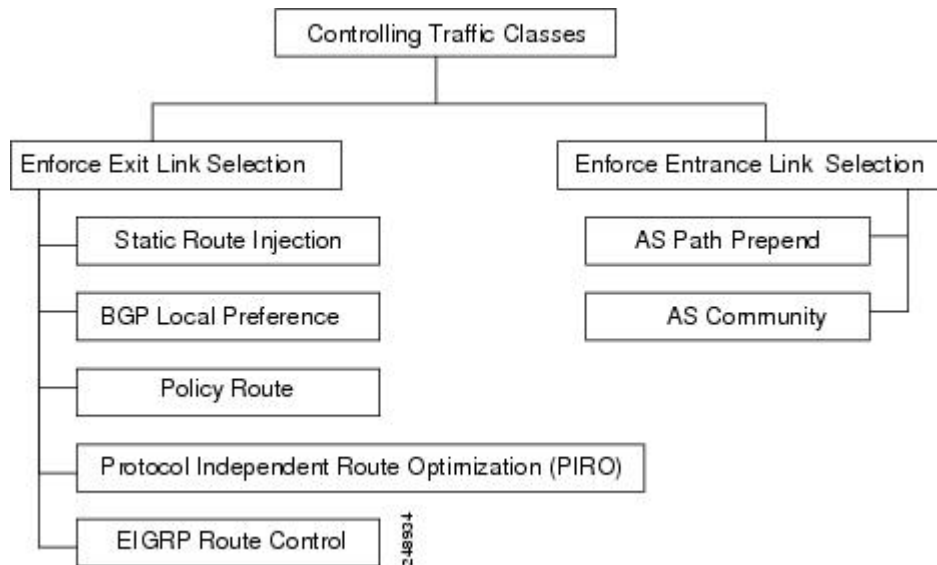 Controlling Traffic Classes
Enforce Exit Link Selection
Enforce Entrance Link Selection
Static Route Injection
AS Path Prepend
BGP Local Preference
AS Community
Policy Route
Protocol Independent Route Optimization (PIRO)
EIGRP Route Control
248934